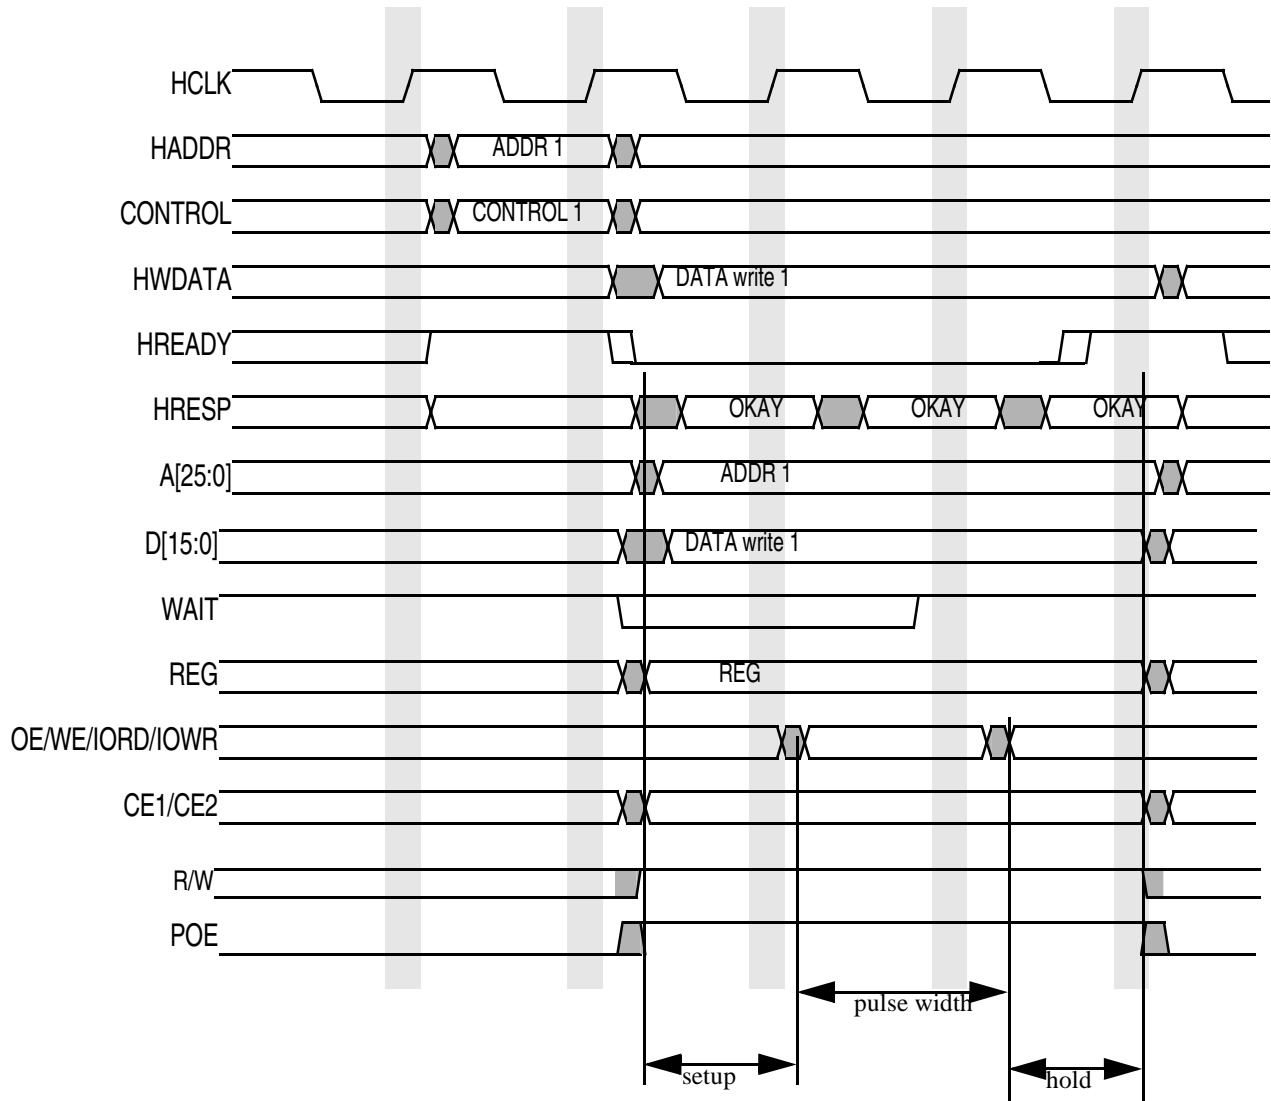 HCLK
HADDR ADDR 1
CONTROL CONTROL 1
HWDATA DATA write 1
HREADY
HRESP OKAY OKAY OKAY
A[25:0] ADDR 1
D[15:0] DATA write 1
WAIT
REG REG
OE/WE/IORD/IOWR
CE1/CE2
R/W
POE
pulse width
setup
hold